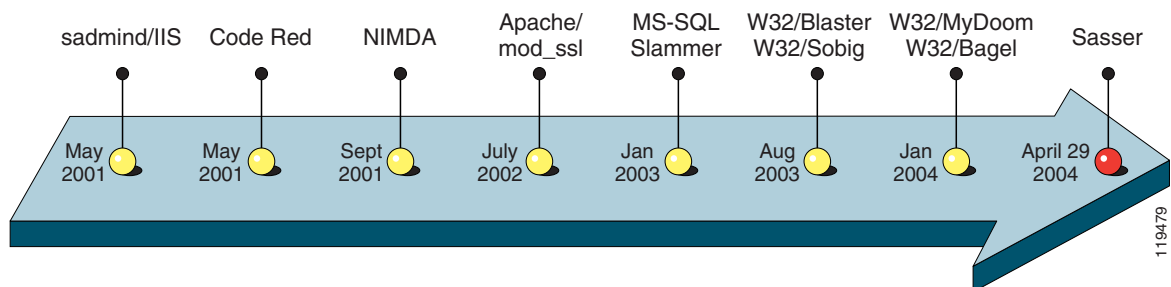 sadmind/IIS
Code Red
NIMDA
Apache/
mod_ssl
MS-SQL
Slammer
W32/Blaster
W32/Sobig
W32/MyDoom
W32/Bagel
Sasser
May
2001
May
2001
Sept
2001
July
2002
Jan
2003
Aug
2003
Jan
2004
April 29
2004
119479